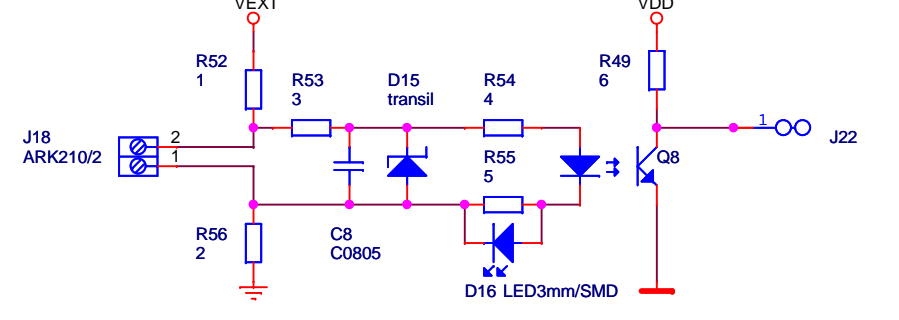 VEXT
VDD
R52
1
R53
3
D15
transil
R54
4
R49
6
J18
ARK210/2
2
1
1
J22
R55
5
Q8
R56
2
C8
C0805
D16 LED3mm/SMD